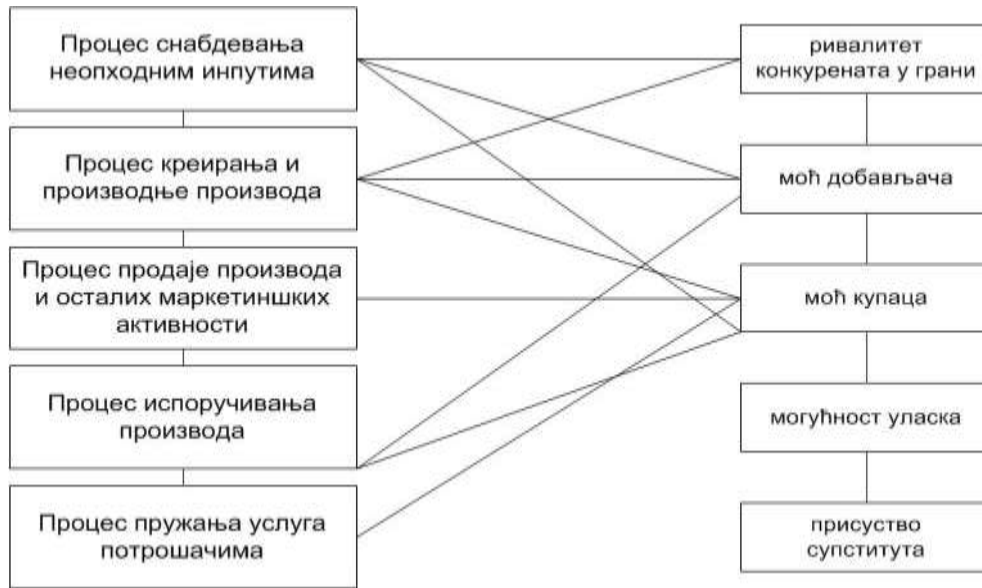 Процес снабдевања
неопходним инпутима
Процес креирања и
производње производа
Процес продаје производа
и осталих маркетиншких
активности
Процес испоручивања
производа
Процес пружања услуга
потрошачима
ривалитет
конкурената у грани
моћ добављача
моћ купаца
могућност уласка
присуство
супститута